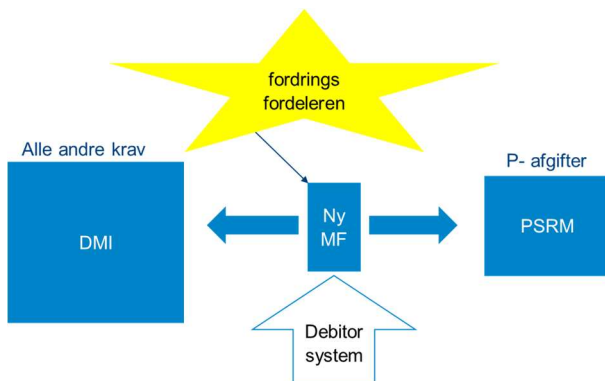 fordrings
fordeleren
Alle andre krav
P- afgifter
DMI
Ny
MF
PSRM
Debitor
system